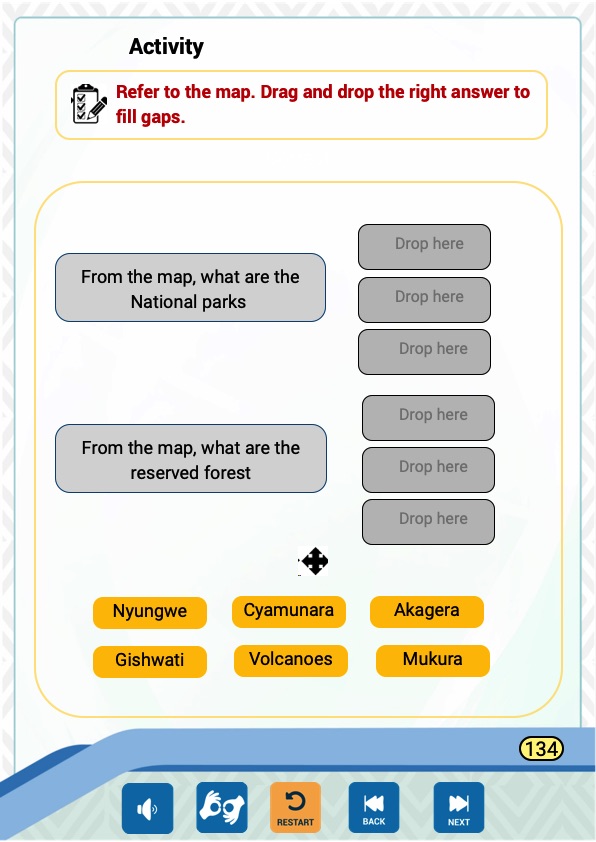 Activity
Refer to the map. Drag and drop the right answer to
fill gaps.
Drop here
From the map, what are the
National parks
Drop here
Drop here
Drop here
From the map, what are the
reserved forest
Drop here
Drop here
Nyungwe
Cyamunara
Akagera
Gishwati
Volcanoes
Mukura
134
RESTART
BACK
NEXT